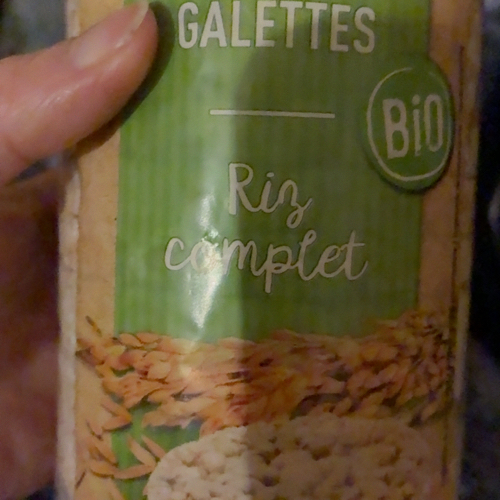 GALETTES
BiO
Riz
complet